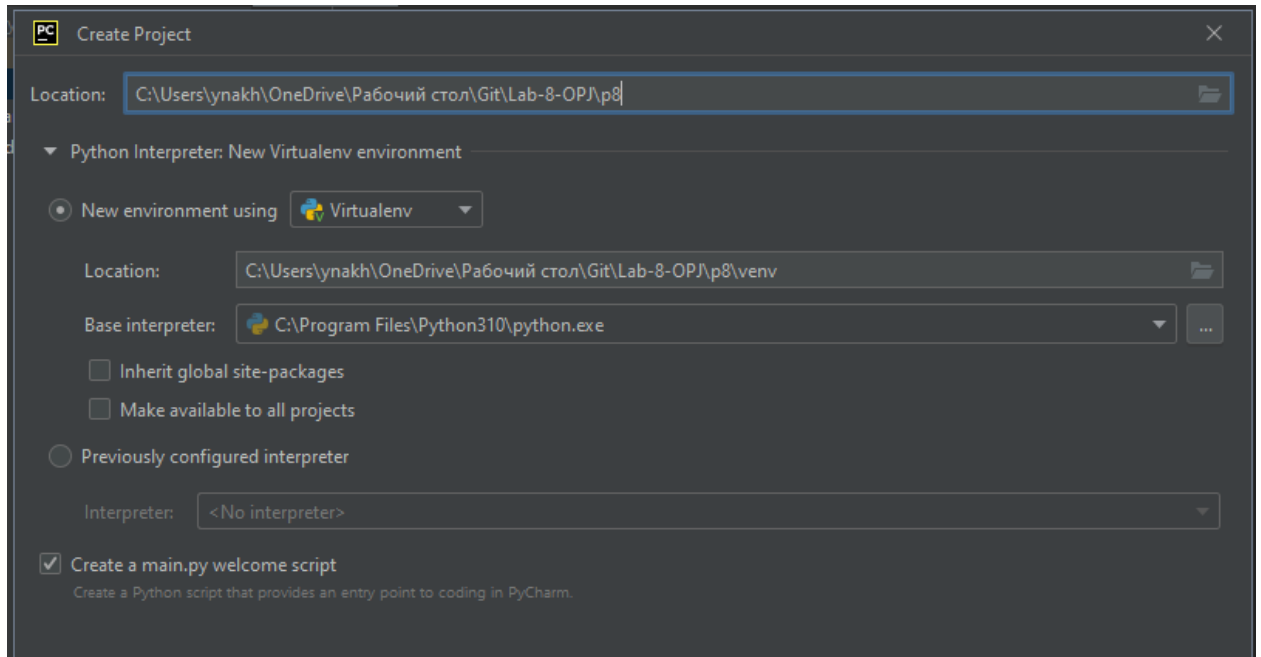 PC Create Project
Location: C:\Users\ynakh\OneDrive\Рабочий стол\Git\Lab-8-OPJ\p8
Python Interpreter: New Virtualenv environment
New environment using Virtualenv
Location: C:\Users\ynakh\OneDrive\Рабочий стол\Git\Lab-8-OPJ\p8\venv
Base interpreter: C:\Program Files\Python310\python.exe ...
Inherit global site-packages
Make available to all projects
Previously configured interpreter
Interpreter: <No interpreter>
Create a main.py welcome script
Create a Python script that provides an entry point to coding in PyCharm.